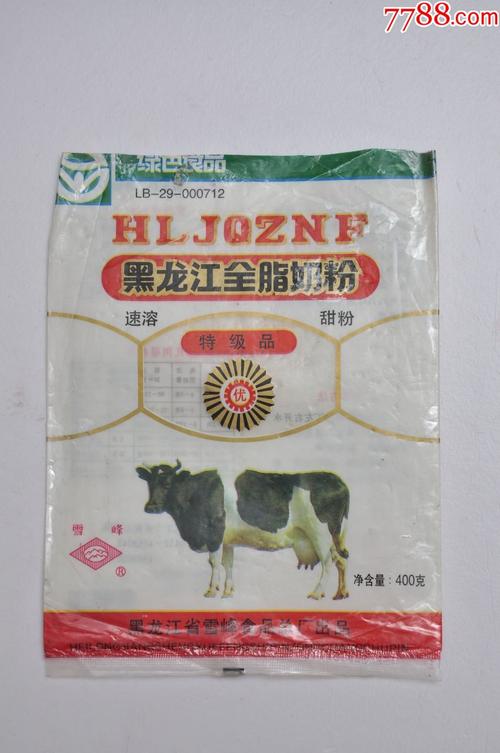 7788.com
绿色食品
LB-29-000712
HLJQZNF
黑龙江全脂奶粉
速溶 甜粉
特级品
优
雪峰
®
净含量：400克
黑龙江省雪峰食品总厂出品